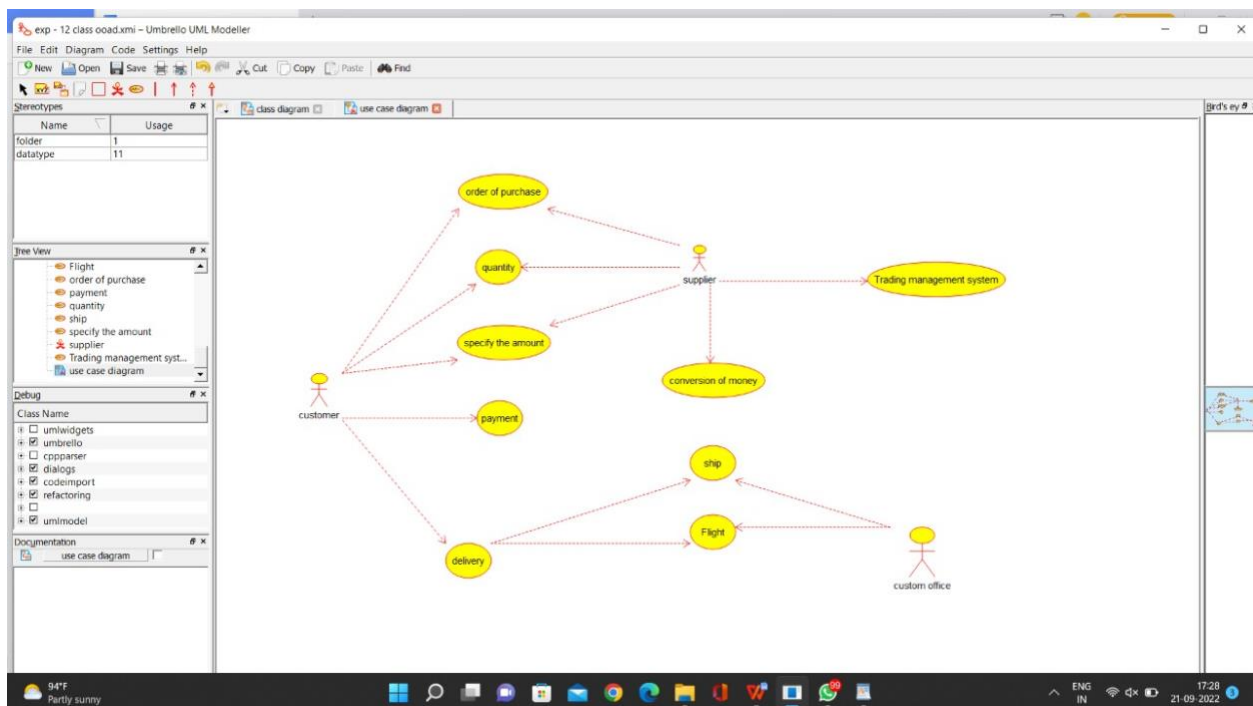 exp - 12 class ooad.xmi – Umbrello UML Modeller
File Edit Diagram Code Settings Help
New Open Save Cut Copy Paste Find
Stereotypes
Name Usage
folder 1
datatype 11
Tree View
Flight
order of purchase
payment
quantity
ship
specify the amount
supplier
Trading management syst...
use case diagram
Debug
Class Name
umlwidgets
umbrello
cppparser
dialogs
codeimport
refactoring
umlmodel
Documentation
use case diagram
class diagram use case diagram
Bird's ey
order of purchase
quantity
supplier
Trading management system
specify the amount
conversion of money
customer
payment
ship
Flight
delivery
custom office
94°F
Partly sunny
99
ENG
IN
17:28
21-09-2022
3